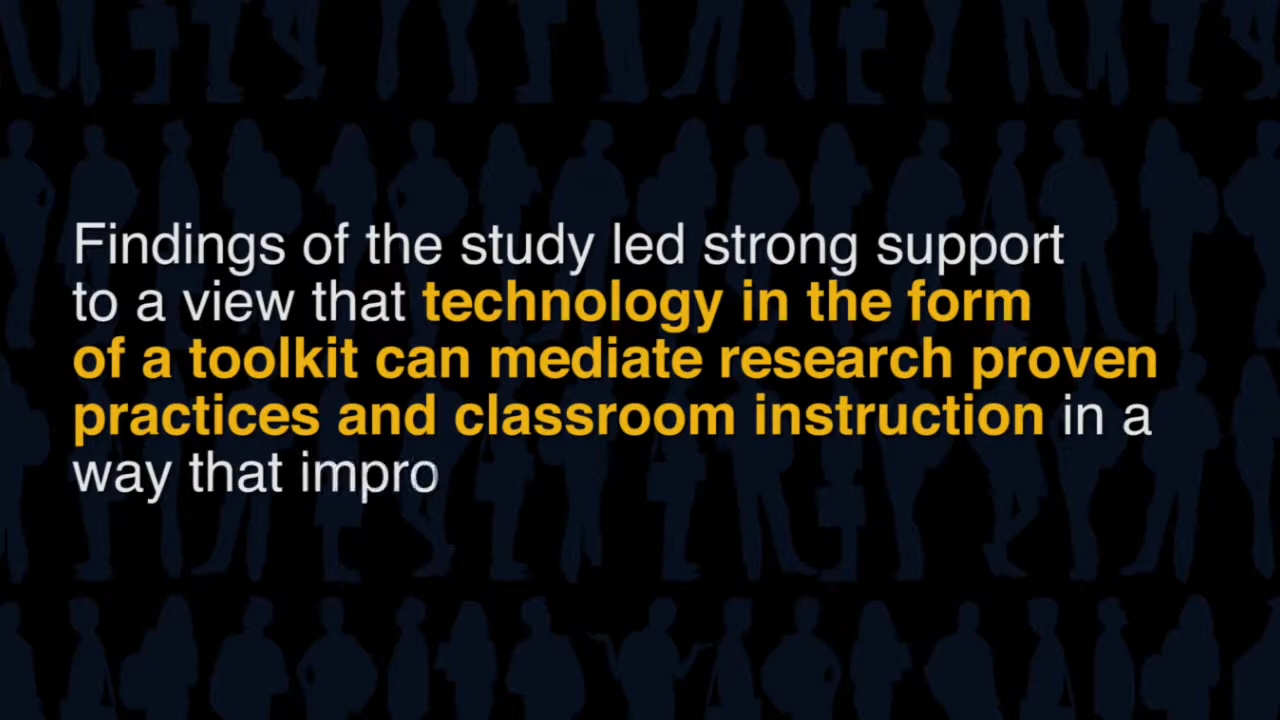 Findings of the study led strong support
to a view that technology in the form
of a toolkit can mediate research proven
practices and classroom instruction in a
way that impro